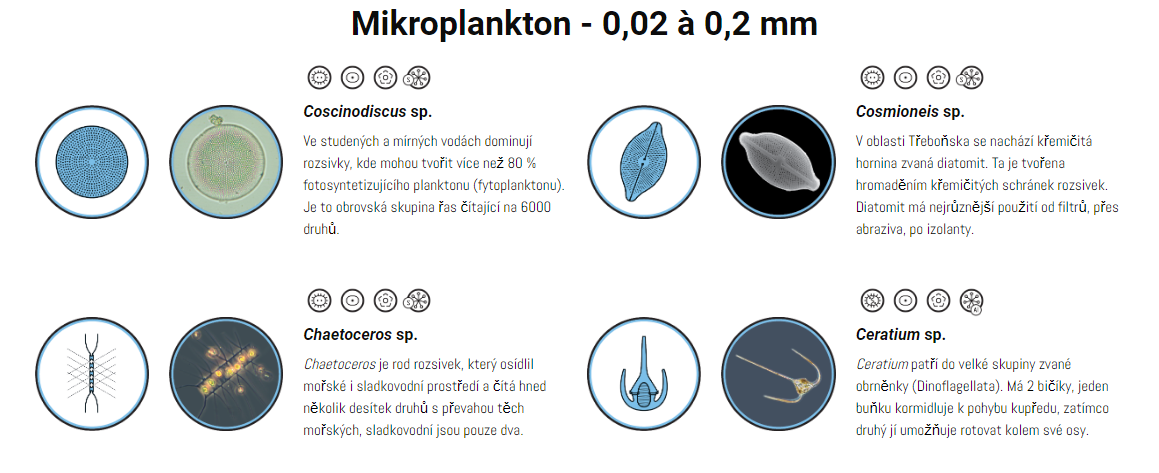 Mikroplankton - 0,02 à 0,2 mm
Coscinodiscus sp.
Ve studených a mírných vodách dominují
rozsivky, kde mohou tvořit více než 80 %
fotosyntetizujícího planktonu (fytoplanktonu).
Je to obrovská skupina řas čítající na 6000
druhů.
Cosmioneis sp.
V oblasti Třeboňska se nachází křemičitá
hornina zvaná diatomit. Ta je tvořena
hromaděním křemičitých schránek rozsivek.
Diatomit má nejrůznější použití od filtrů, přes
abraziva, po izolanty.
Chaetoceros sp.
Chaetoceros je rod rozsivek, který osídlil
mořské i sladkovodní prostředí a čítá hned
několik desítek druhů s převahou těch
mořských, sladkovodní jsou pouze dva.
Ceratium sp.
Ceratium patří do velké skupiny zvané
obrněnky (Dinoflagellata). Má 2 bičíky, jeden
buňku kormidluje k pohybu kupředu, zatímco
druhý jí umožňuje rotovat kolem své osy.